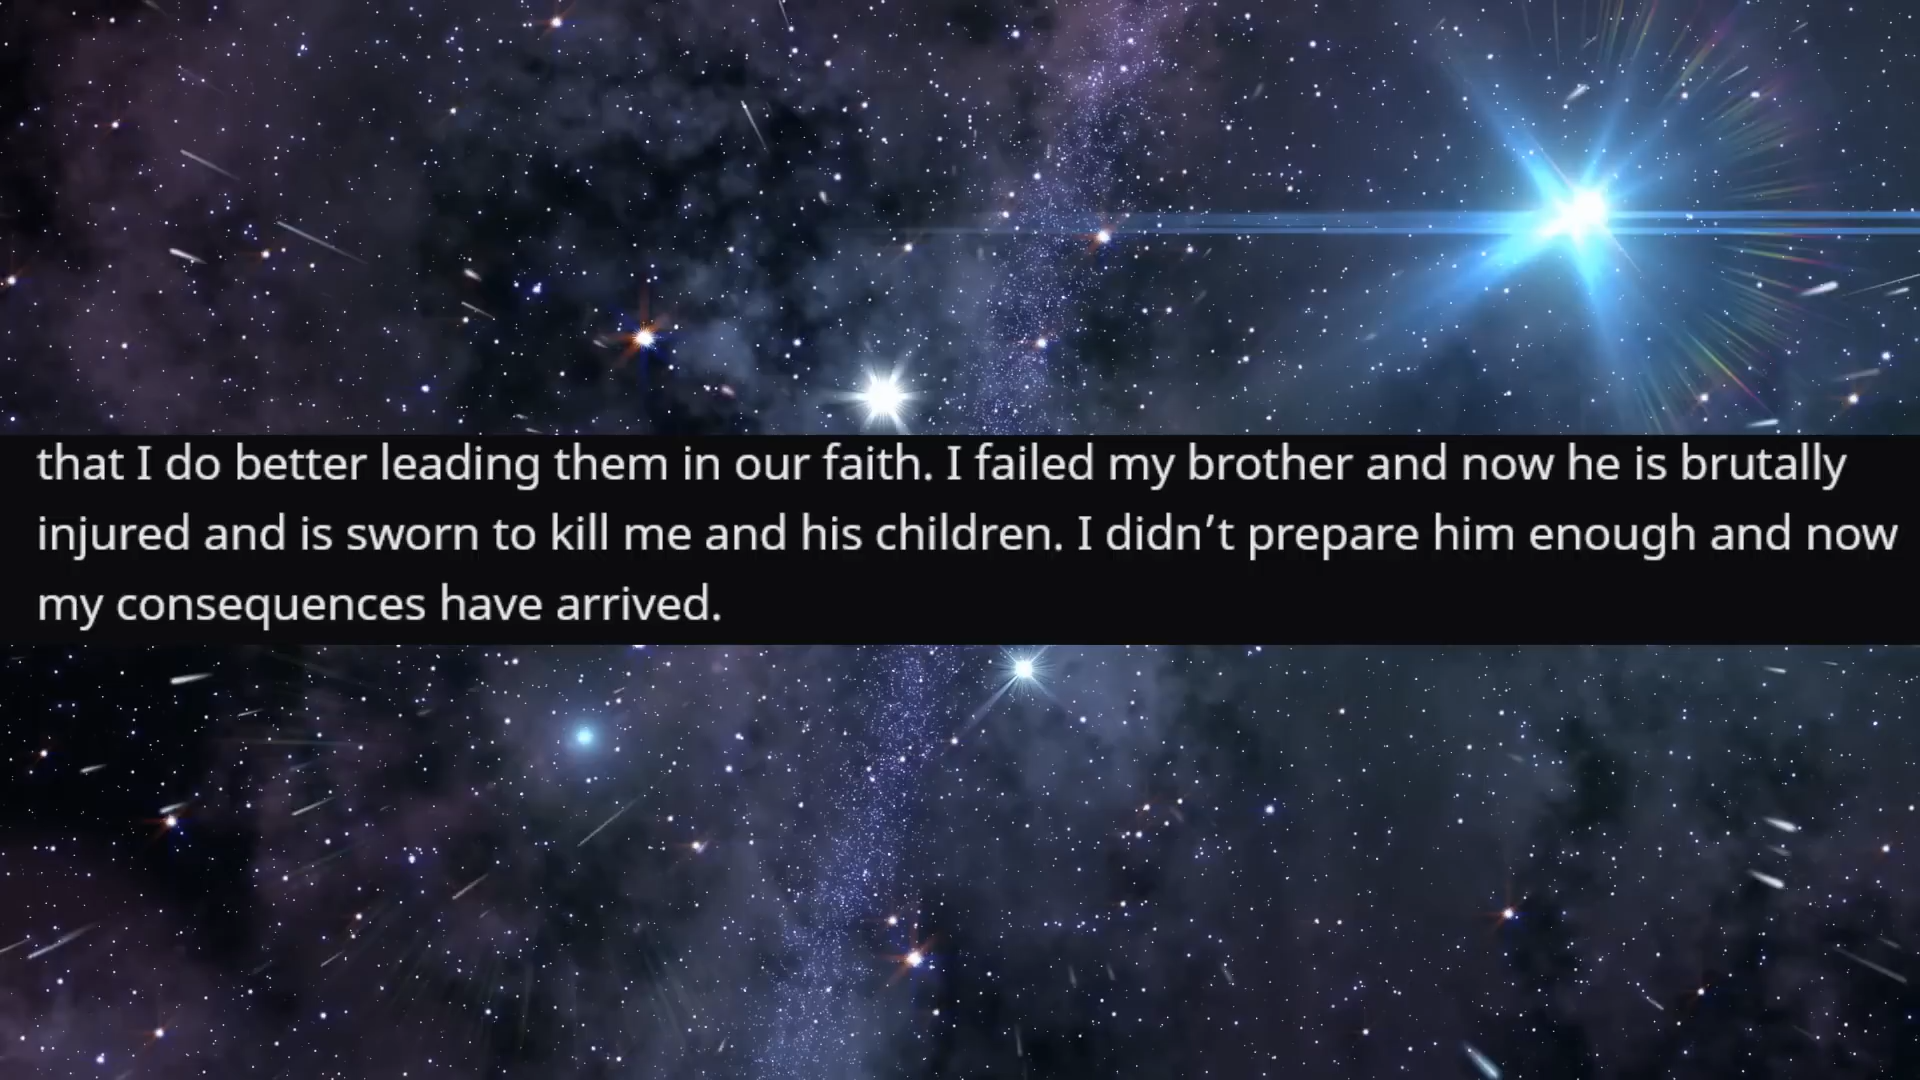 that I do better leading them in our faith. I failed my brother and now he is brutally
injured and is sworn to kill me and his children. I didn’t prepare him enough and now
my consequences have arrived.